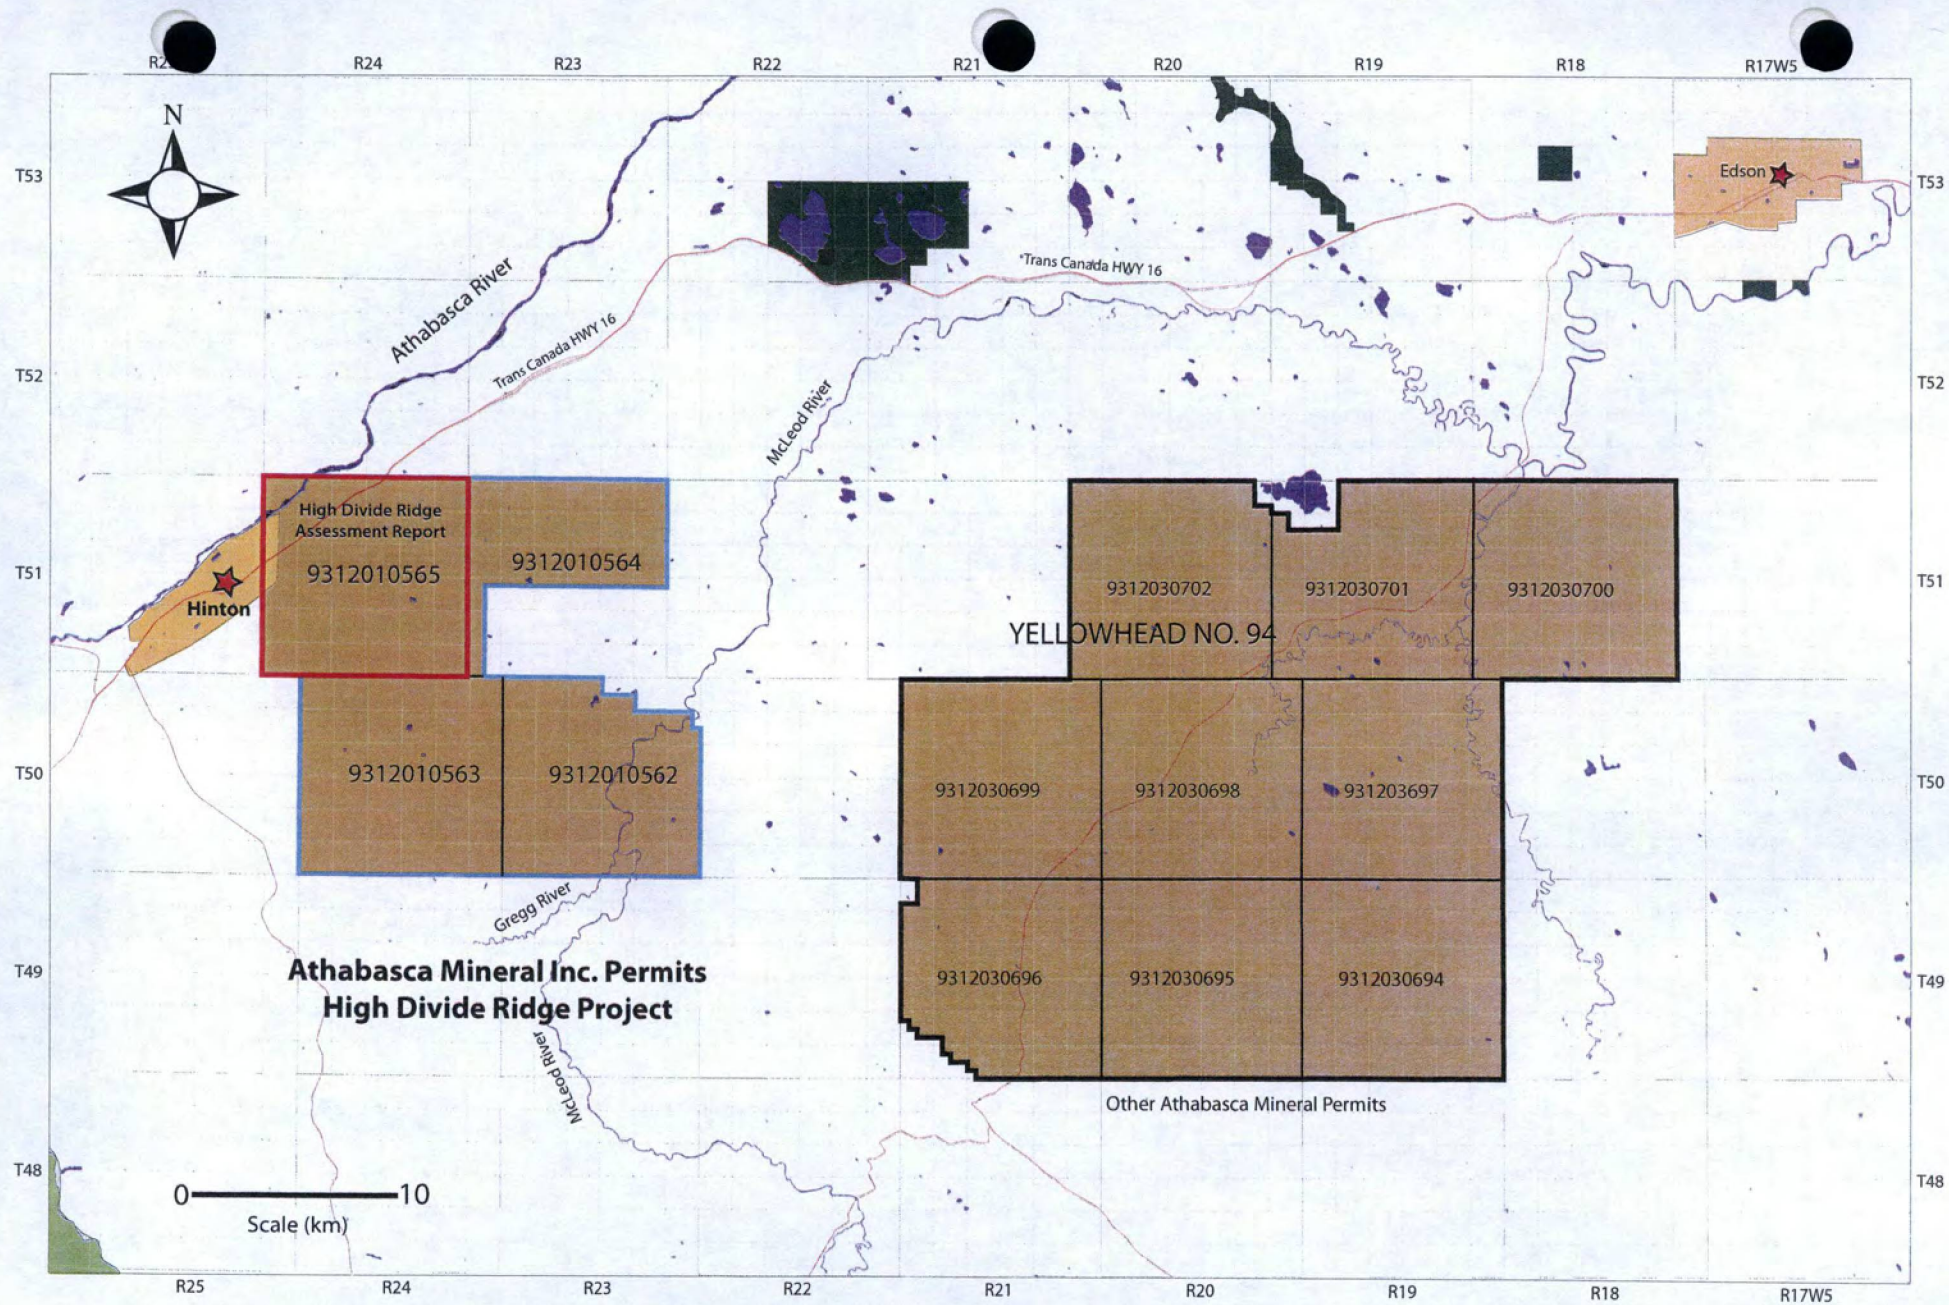 R24
R23
R22
R21
R20
R19
R18
R17W5
N
T53
T53
Edson
Athabasca River
Trans Canada HWY 16
Trans Canada HWY 16
T52
T52
McLeod River
High Divide Ridge
Assessment Report
9312010565
9312010564
T51
T51
Hinton
9312030702
9312030701
9312030700
YELLOWHEAD NO. 94
T50
T50
9312010563
9312010562
9312030699
9312030698
931203697
Gregg River
Athabasca Mineral Inc. Permits
High Divide Ridge Project
T49
T49
9312030696
9312030695
9312030694
McLeod River
Other Athabasca Mineral Permits
T48
T48
0 10
Scale (km)
R25
R24
R23
R22
R21
R20
R19
R18
R17W5